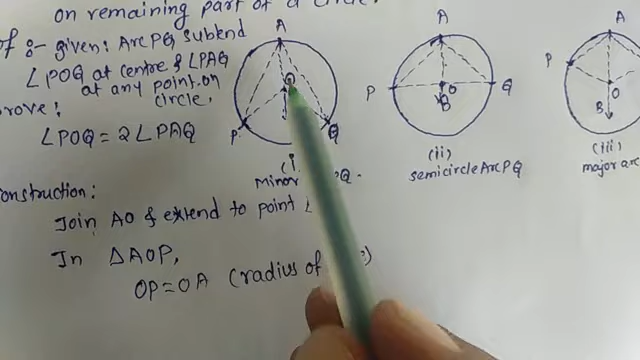 on remaining part of a circle.
of :- given: Arc PQ subtend
∠POQ at centre & ∠PAQ
at any point on
circle.
prove:
∠POQ = 2∠PAQ
A
O
P
Q
(i
Minor
Q.
A
P
O
Q
B
(ii)
semicircle Arc PQ
A
P
O
B
(iii)
major arc
onstruction:
Join AO & extend to point
In ΔAOP,
OP = OA (radius of